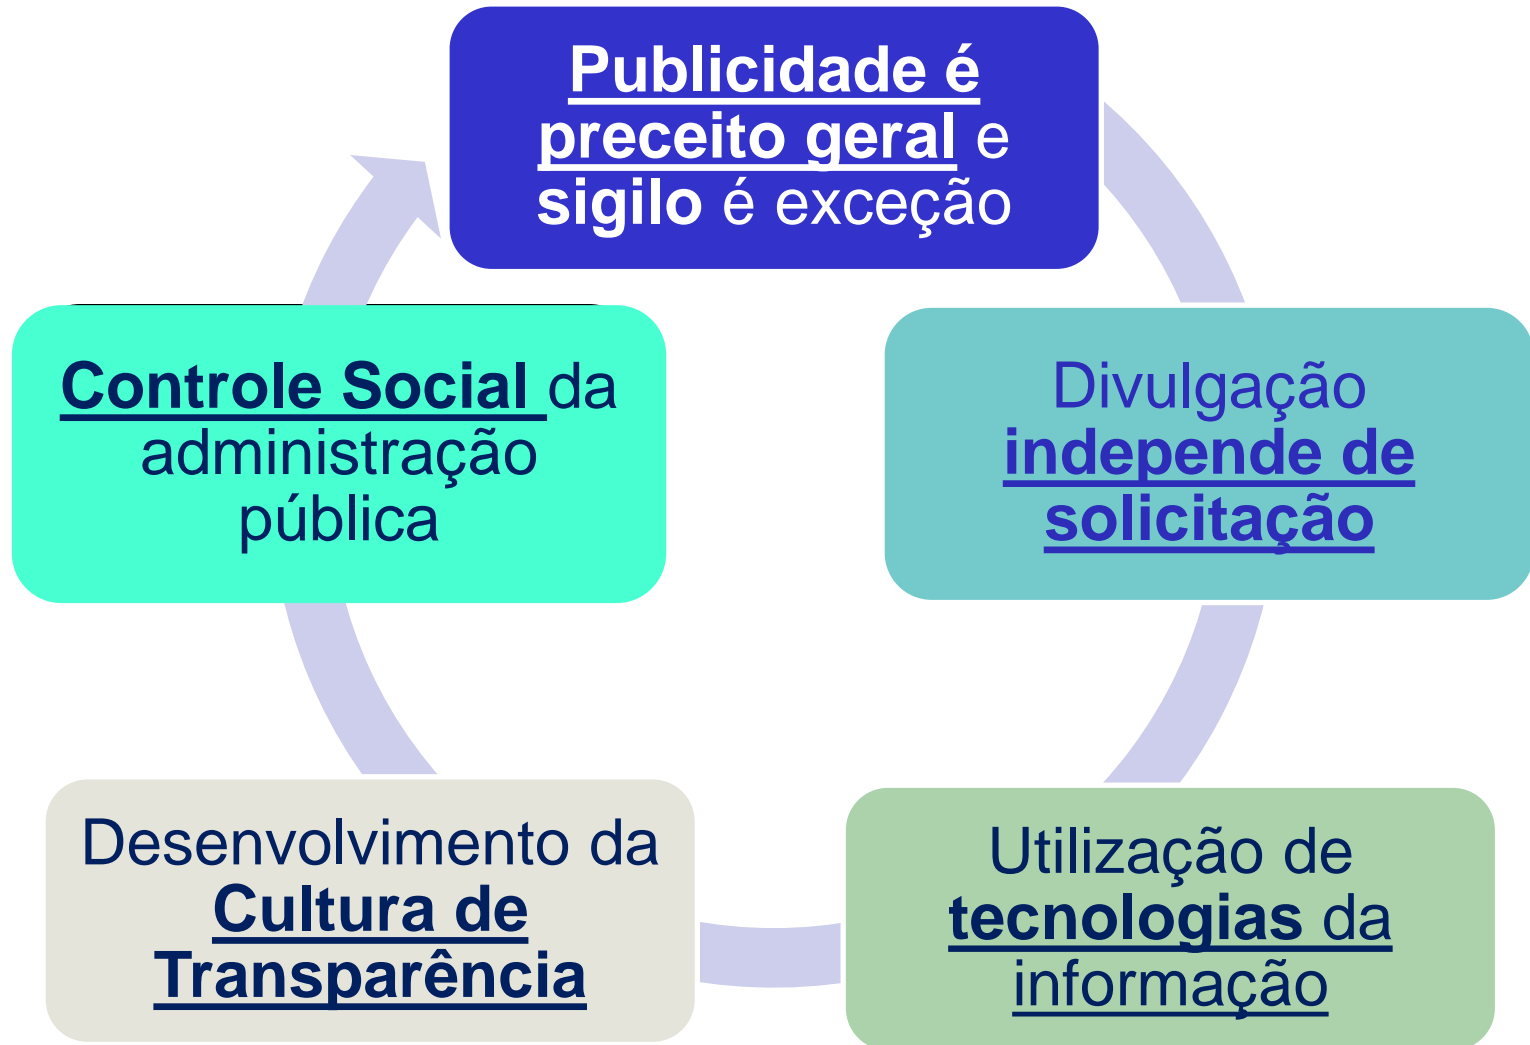 Publicidade é
preceito geral e
sigilo é exceção
Divulgação
independe de
solicitação
Utilização de
tecnologias da
informação
Desenvolvimento da
Cultura de
Transparência
Controle Social da
administração
pública